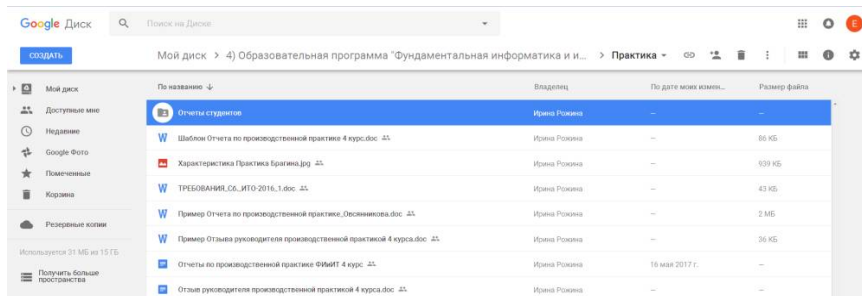 Google Диск
Поиск на Диске
E
СОЗДАТЬ
Мой диск > 4) Образовательная программа "Фундаментальная информатика и и... > Практика
Мой диск
Доступные мне
Недавние
Google Фото
Помеченные
Корзина
Резервные копии
Используется 31 МБ из 15 ГБ
Получить больше
пространства
По названию Владелец По дате моих измен... Размер файла
Отчеты студентов Ирина Рожина – –
Шаблон Отчета по производственной практике 4 курс.doc Ирина Рожина – 86 КБ
Характеристика Практика Брагина.jpg Ирина Рожина – 939 КБ
ТРЕБОВАНИЯ_С6_ИТО-2016_1.doc Ирина Рожина – 43 КБ
Пример Отчета по производственной практике_Овсянникова.doc Ирина Рожина – 2 МБ
Пример Отзыва руководителя производственной практикой 4 курса.doc Ирина Рожина – 36 КБ
Отчеты по производственной практике ФИиИТ 4 курс Ирина Рожина 16 мая 2017 г. –
Отзыв руководителя производственной практикой 4 курса.doc Ирина Рожина – –